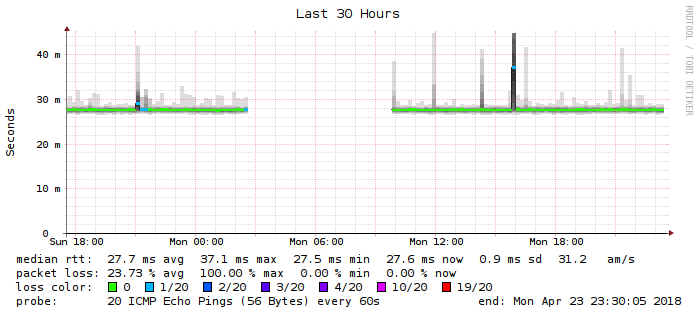 Last 30 Hours
RRDTOOL / TOBI OETIKER
Seconds
40 m
30 m
20 m
10 m
0
Sun 18:00 Mon 00:00 Mon 06:00 Mon 12:00 Mon 18:00
median rtt: 27.7 ms avg 37.1 ms max 27.5 ms min 27.6 ms now 0.9 ms sd 31.2 am/s
packet loss: 23.73 % avg 100.00 % max 0.00 % min 0.00 % now
loss color: 0 1/20 2/20 3/20 4/20 10/20 19/20
probe: 20 ICMP Echo Pings (56 Bytes) every 60s end: Mon Apr 23 23:30:05 2018